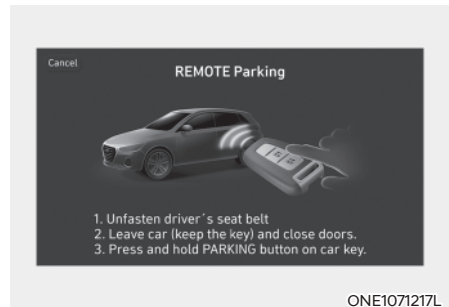 Cancel
REMOTE Parking
1. Unfasten driver´s seat belt
2. Leave car (keep the key) and close doors.
3. Press and hold PARKING button on car key.
ONE1071217L